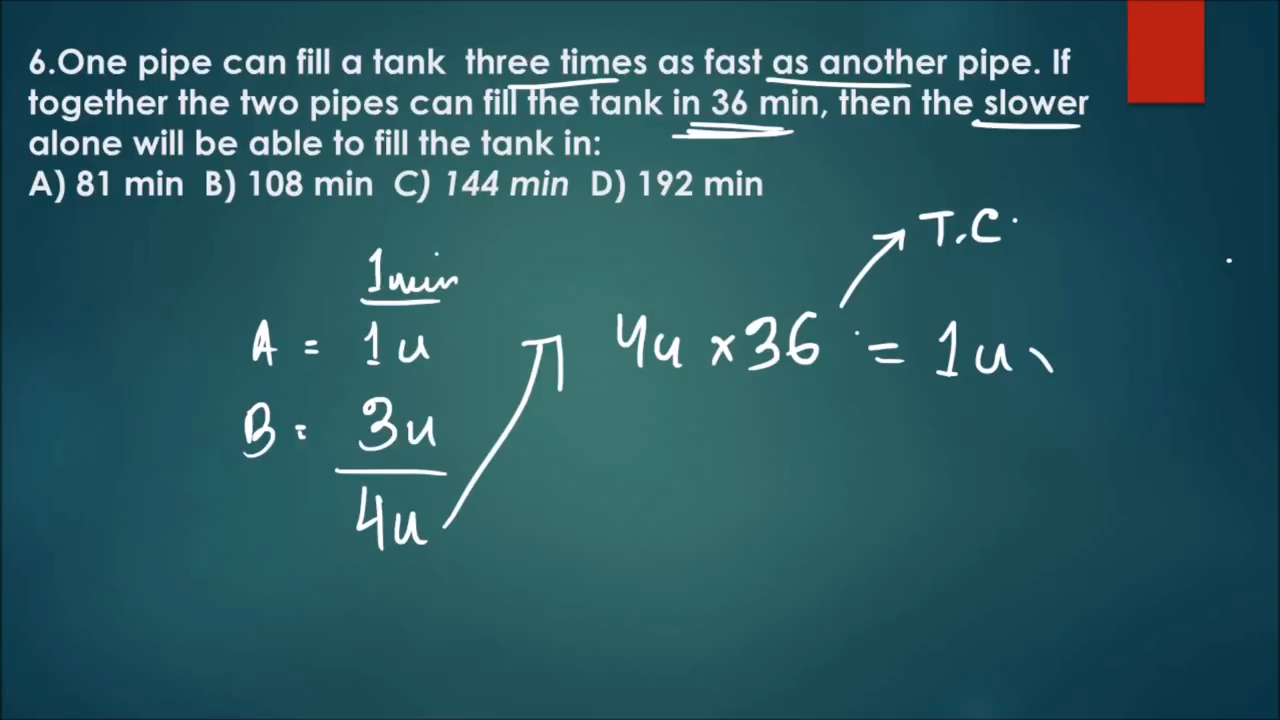 6.One pipe can fill a tank three times as fast as another pipe. If
together the two pipes can fill the tank in 36 min, then the slower
alone will be able to fill the tank in:
A) 81 min B) 108 min C) 144 min D) 192 min
T.C.
1min
A = 1u
4u × 36 = 1u
B = 3u
4u